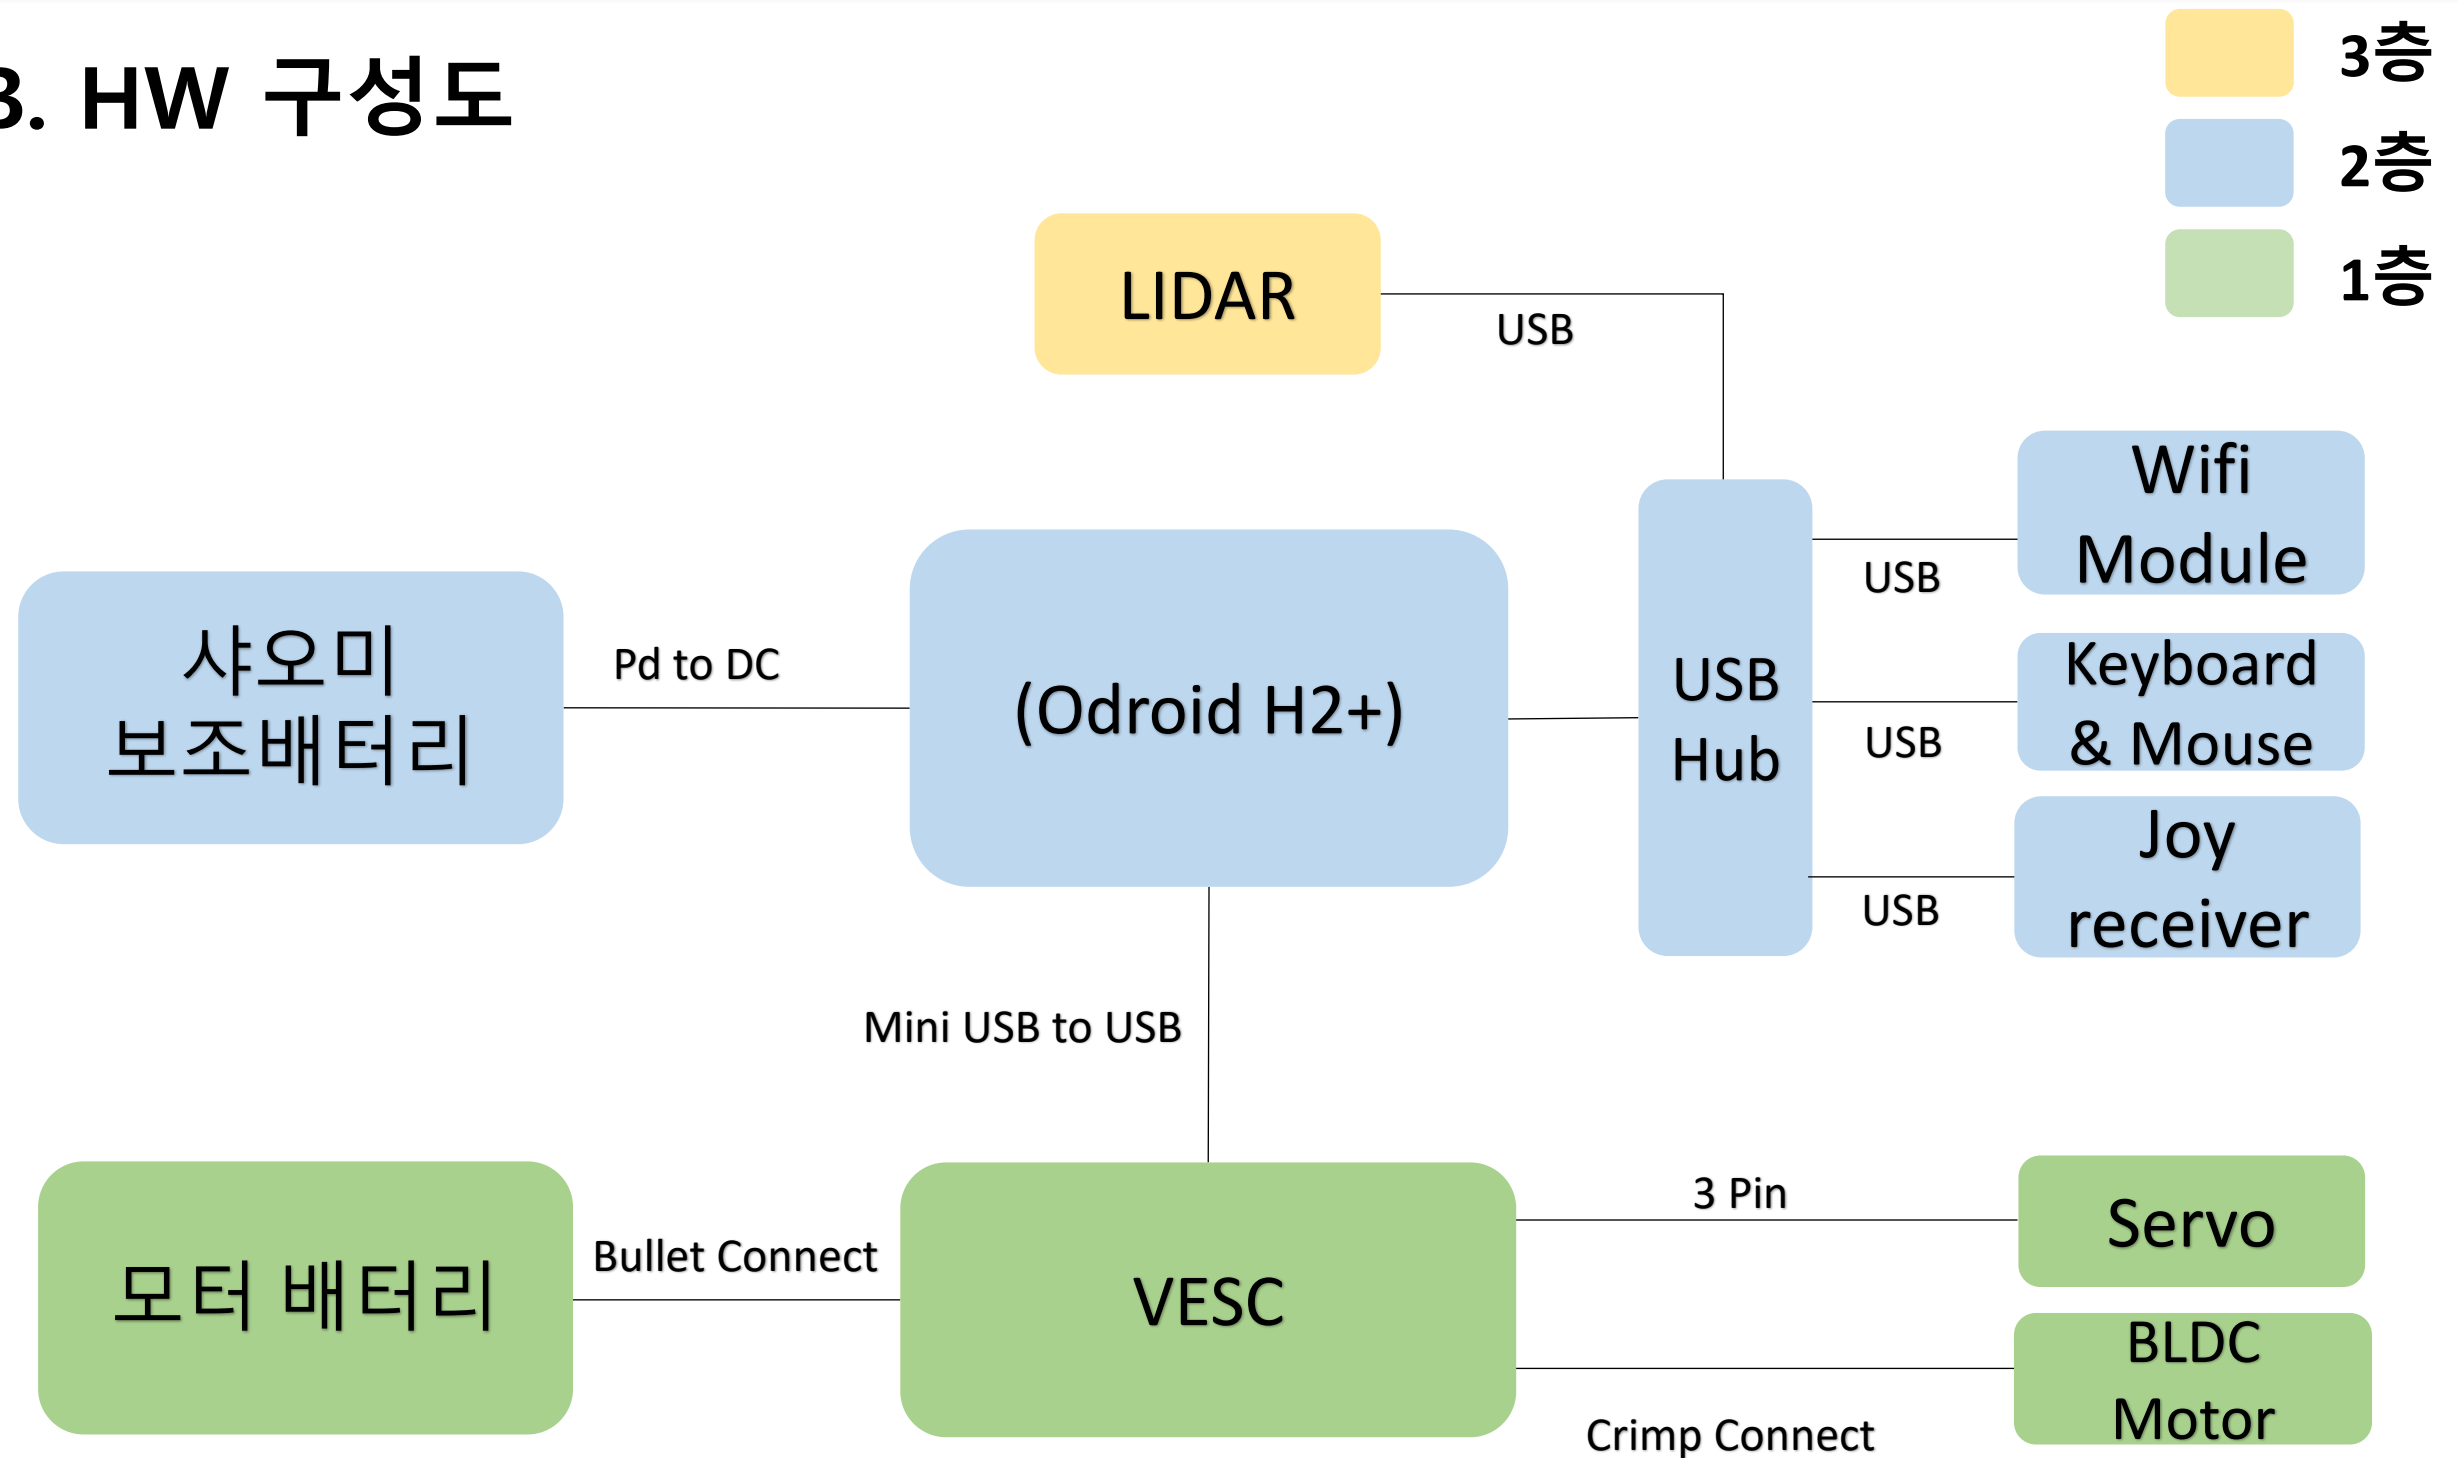 3. HW 구성도
3층
2층
1층
LIDAR
USB
Wifi
Module
USB
샤오미
보조배터리
Pd to DC
(Odroid H2+)
USB
Hub
Keyboard
& Mouse
USB
Joy
receiver
USB
Mini USB to USB
모터 배터리
Bullet Connect
VESC
3 Pin
Servo
BLDC
Motor
Crimp Connect